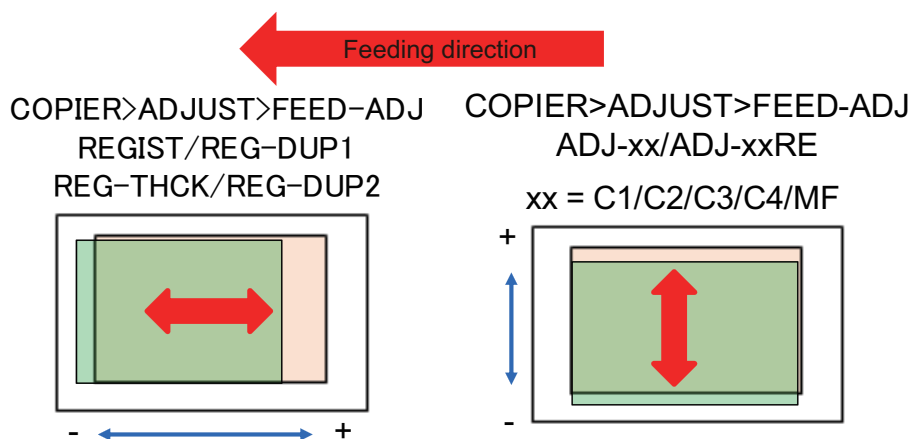 Feeding direction
COPIER>ADJUST>FEED-ADJ
REGIST/REG-DUP1
REG-THCK/REG-DUP2
- +
COPIER>ADJUST>FEED-ADJ
ADJ-xx/ADJ-xxRE
xx = C1/C2/C3/C4/MF
+
-